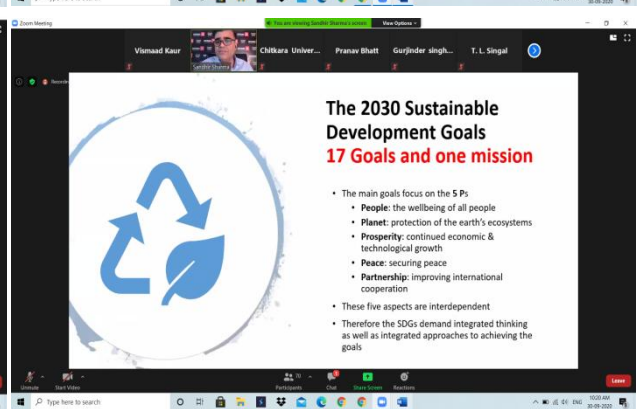 30-09-2020
Zoom Meeting
You are viewing Sandhir Sharma's screen
View Options
Vismaad Kaur
Chitkara Univer...
Pranav Bhatt
Gurjinder singh...
T. L. Singal
Sandhir Sharma
The 2030 Sustainable
Development Goals
17 Goals and one mission
• The main goals focus on the 5 Ps
• People: the wellbeing of all people
• Planet: protection of the earth's ecosystems
• Prosperity: continued economic &
technological growth
• Peace: securing peace
• Partnership: improving international
cooperation
• These five aspects are interdependent
• Therefore the SDGs demand integrated thinking
as well as integrated approaches to achieving the
goals
Unmute
Start Video
70
Participants
Chat
Share Screen
Reactions
Leave
Type here to search
ENG
10:20 AM
30-09-2020